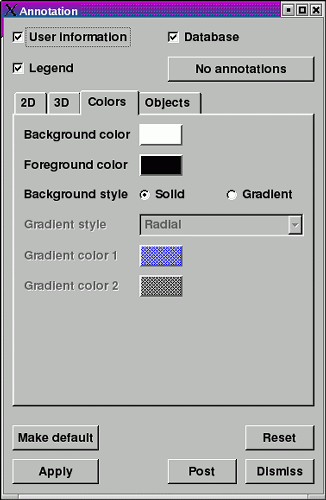 Annotation
User information
Database
Legend
No annotations
2D
3D
Colors
Objects
Background color
Foreground color
Background style
Solid
Gradient
Gradient style
Radial
Gradient color 1
Gradient color 2
Make default
Reset
Apply
Post
Dismiss